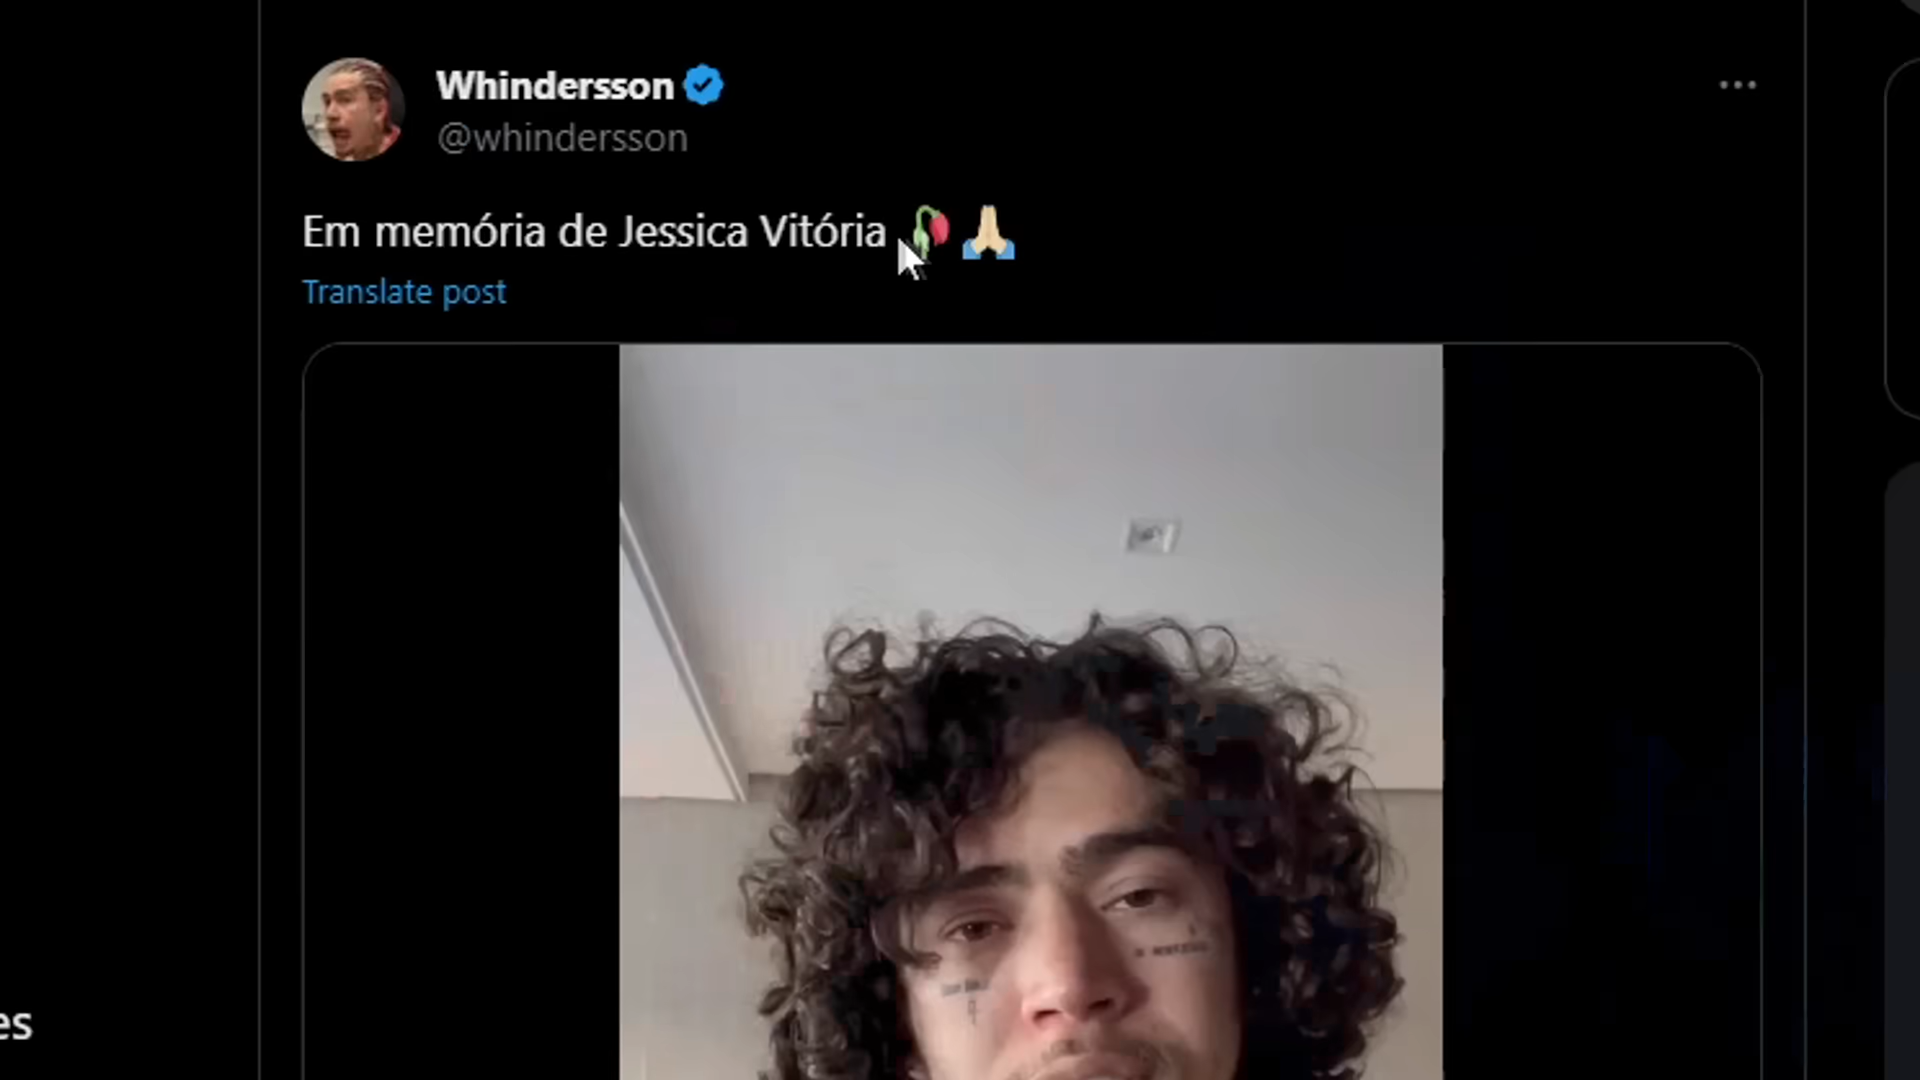 Whindersson
@whindersson
Em memória de Jessica Vitória 🥀 🙏🏼
Translate post
es